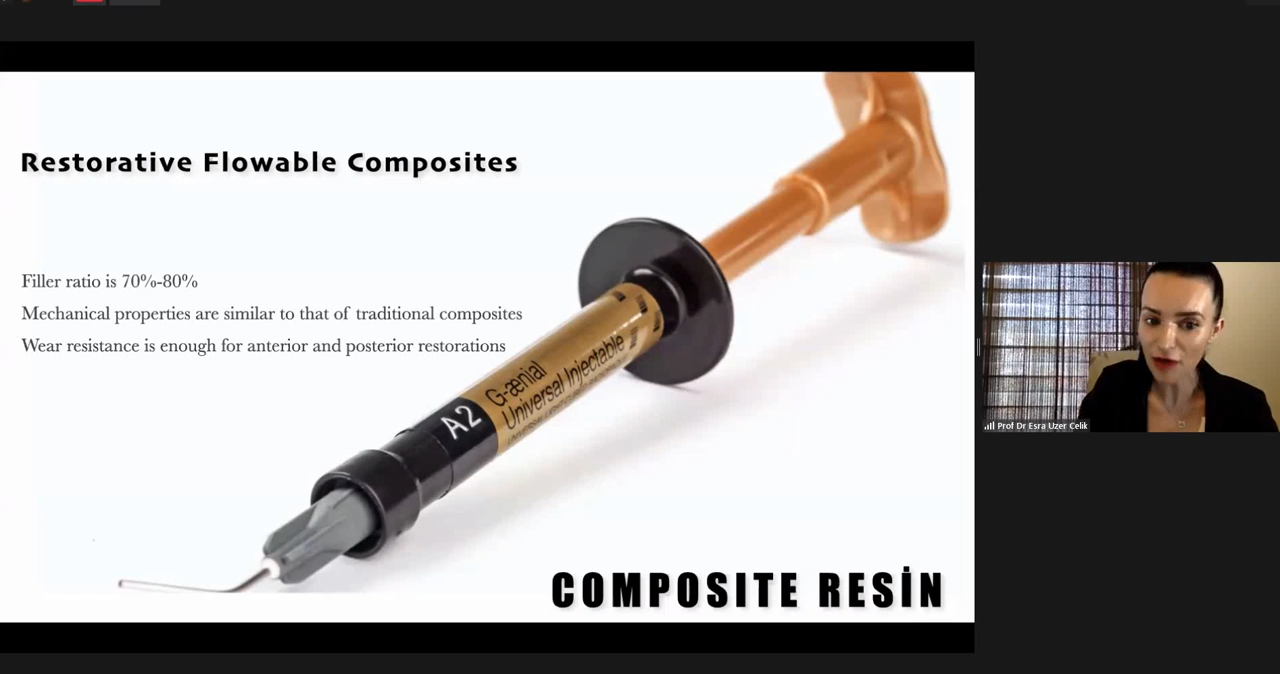 Restorative Flowable Composites
Filler ratio is 70%-80%
Mechanical properties are similar to that of traditional composites
Wear resistance is enough for anterior and posterior restorations
A2
G-ænial
Universal Injectable
COMPOSITE RESİN
Prof Dr Esra Uzer Celik